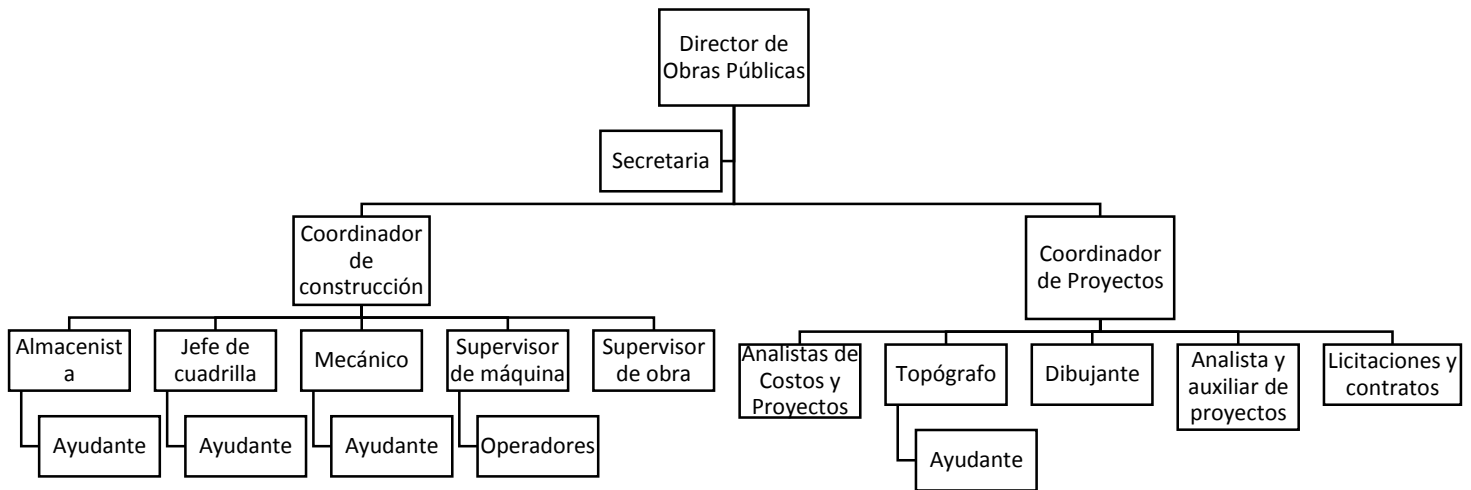 Director de
Obras Públicas
Secretaria
Coordinador
de
construcción
Coordinador
de Proyectos
Almacenist
a
Jefe de
cuadrilla
Mecánico
Supervisor
de máquina
Supervisor
de obra
Analistas de
Costos y
Proyectos
Topógrafo
Dibujante
Analista y
auxiliar de
proyectos
Licitaciones y
contratos
Ayudante
Ayudante
Ayudante
Operadores
Ayudante